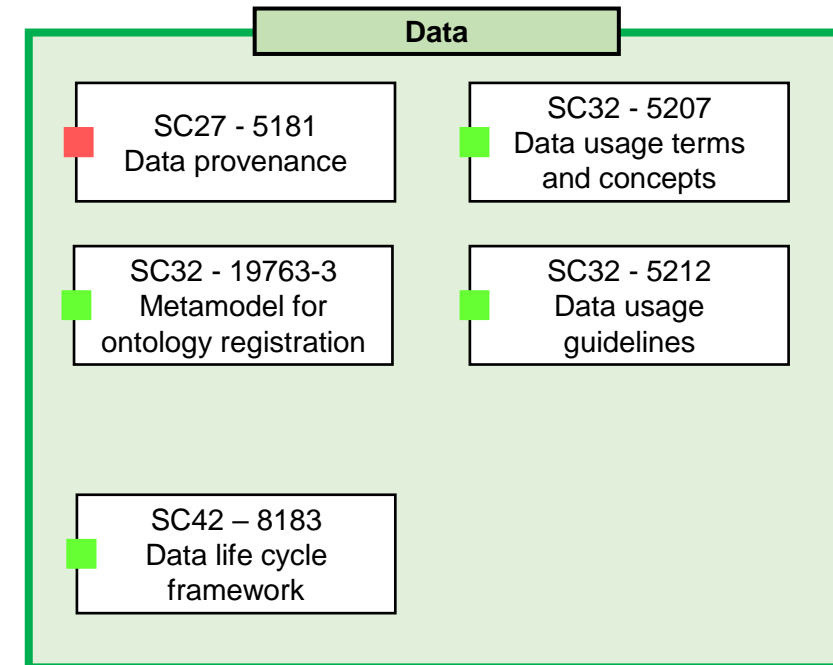 Data
SC27 - 5181
Data provenance
SC32 - 5207
Data usage terms
and concepts
SC32 - 19763-3
Metamodel for
ontology registration
SC32 - 5212
Data usage
guidelines
SC42 – 8183
Data life cycle
framework